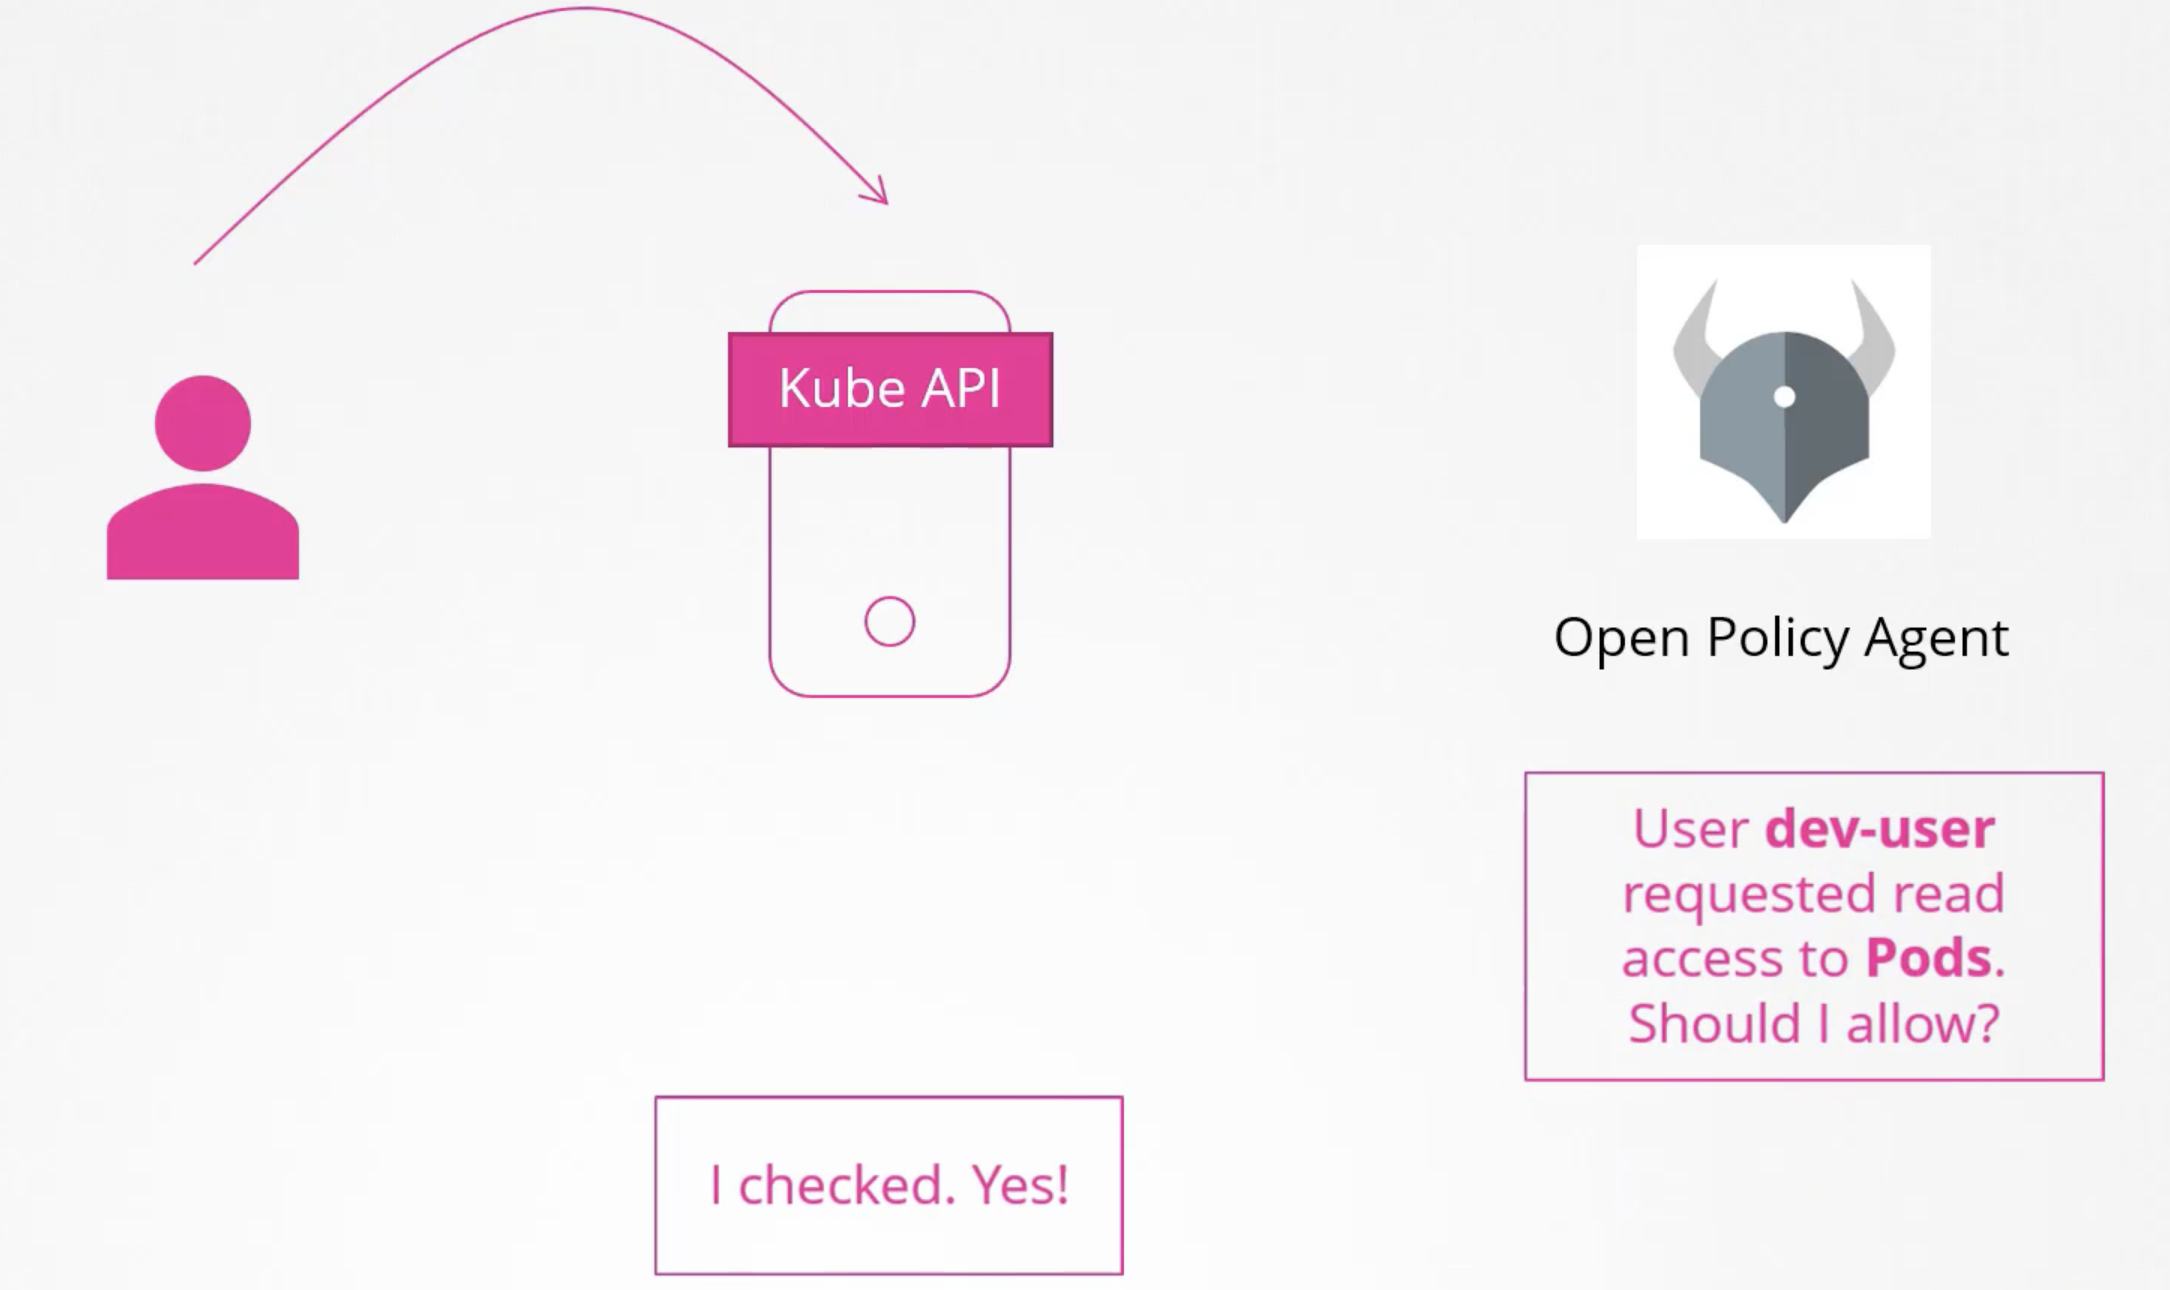 Kube API
Open Policy Agent
User dev-user
requested read
access to Pods.
Should I allow?
I checked. Yes!